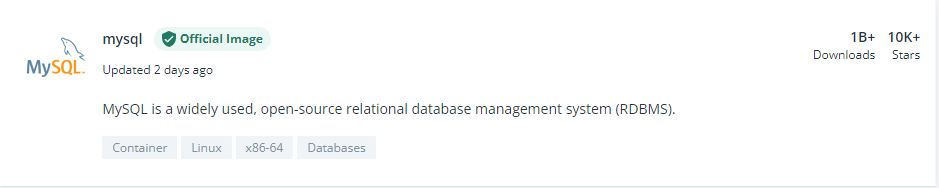 mysql Official Image 1B+ 10K+
MySQL. Updated 2 days ago Downloads Stars
MySQL is a widely used, open-source relational database management system (RDBMS).
Container Linux x86-64 Databases